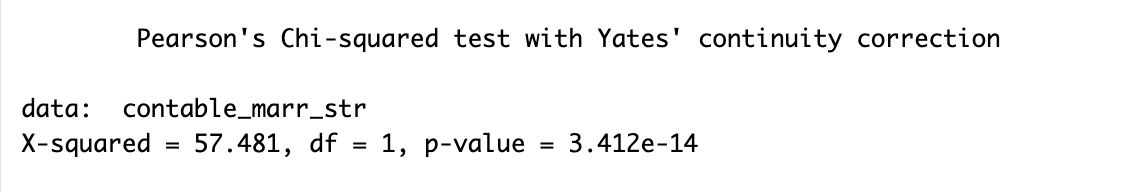 Pearson's Chi-squared test with Yates' continuity correction
data:  contable_marr_str
X-squared = 57.481, df = 1, p-value = 3.412e-14